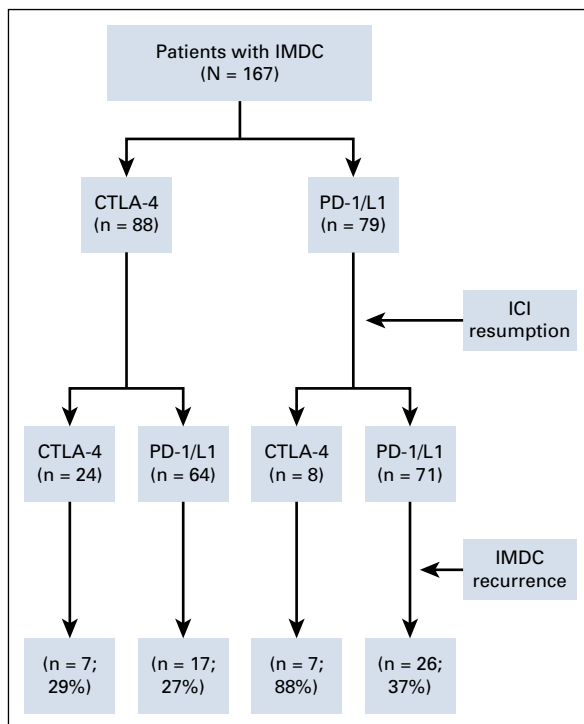 Patients with IMDC
(N = 167)
CTLA-4
(n = 88)
PD-1/L1
(n = 79)
ICI
resumption
CTLA-4
(n = 24)
PD-1/L1
(n = 64)
CTLA-4
(n = 8)
PD-1/L1
(n = 71)
IMDC
recurrence
(n = 7;
29%)
(n = 17;
27%)
(n = 7;
88%)
(n = 26;
37%)